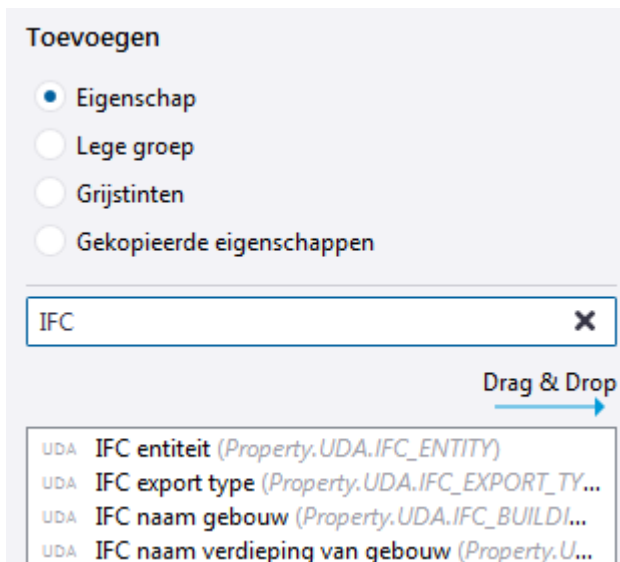 Toevoegen
Eigenschap
Lege groep
Grijstinten
Gekopieerde eigenschappen
IFC
Drag & Drop
UDA IFC entiteit (Property.UDA.IFC_ENTITY)
UDA IFC export type (Property.UDA.IFC_EXPORT_TY...
UDA IFC naam gebouw (Property.UDA.IFC_BUILDI...
UDA IFC naam verdieping van gebouw (Property.U...